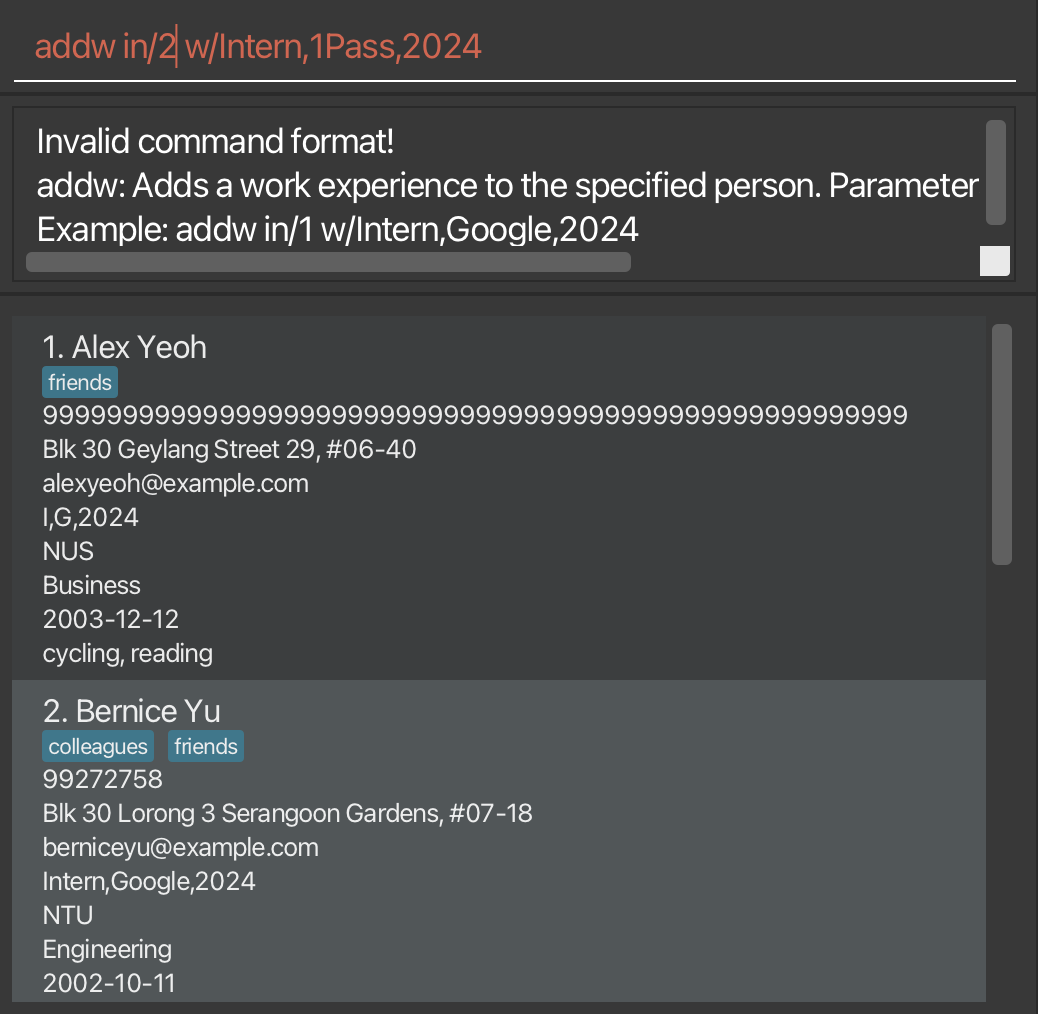 addw in/2 w/Intern,1Pass,2024
Invalid command format!
addw: Adds a work experience to the specified person. Parameter
Example: addw in/1 w/Intern,Google,2024
1. Alex Yeoh
friends
999999999999999999999999999999999999999999999999999999
Blk 30 Geylang Street 29, #06-40
alexyeoh@example.com
I,G,2024
NUS
Business
2003-12-12
cycling, reading
2. Bernice Yu
colleagues friends
99272758
Blk 30 Lorong 3 Serangoon Gardens, #07-18
berniceyu@example.com
Intern,Google,2024
NTU
Engineering
2002-10-11